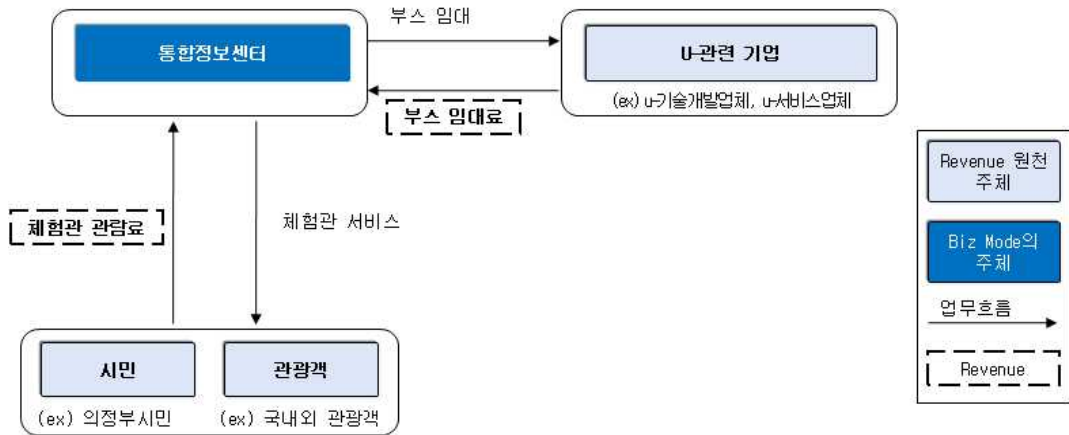 부스 임대
통합정보센터
U-관련 기업
(ex) u-기술개발업체, u-서비스업체
부스 임대료
Revenue 원천
주체
체험관 관람료
체험관 서비스
Biz Mode의
주체
업무흐름
Revenue
시민
관광객
(ex) 의정부시민
(ex) 국내외 관광객